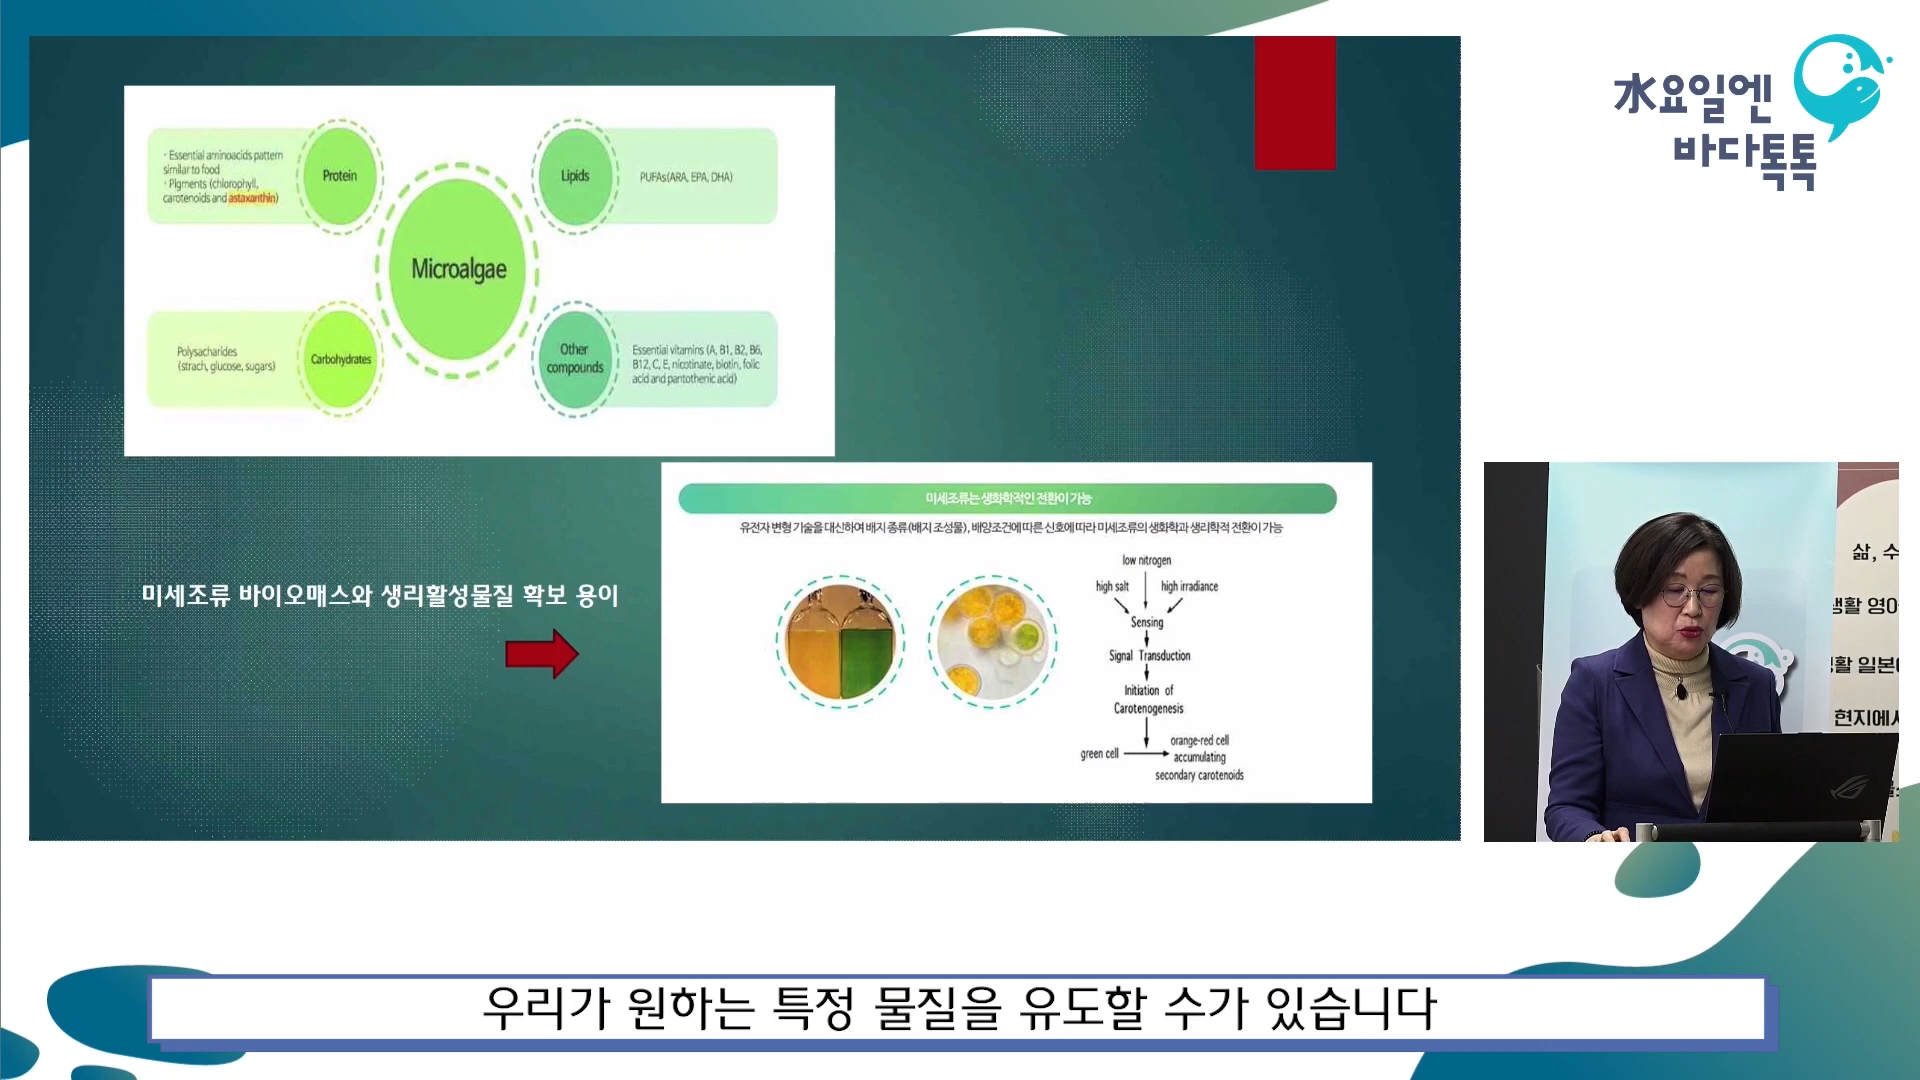 水요일엔
바다톡톡
· Essential aminoacids pattern
similar to food
· Pigments (chlorophyll,
carotenoids and astaxanthin)
Protein
Lipids
PUFAs(ARA, EPA, DHA)
Microalgae
Polysacharides
(strach, glucose, sugars)
Carbohydrates
Other
compounds
Essential vitamins (A, B1, B2, B6,
B12, C, E, nicotinate, biotin, folic
acid and pantothenic acid)
미세조류는 생화학적인 전환이 가능
유전자 변형 기술을 대신하여 배지 종류(배지 조성물), 배양조건에 따른 신호에 따라 미세조류의 생화학과 생리학적 전환이 가능
미세조류 바이오매스와 생리활성물질 확보 용이
low nitrogen
high salt
high irradiance
Sensing
Signal Transduction
Initiation of
Carotenogenesis
green cell
orange-red cell
accumulating
secondary carotenoids
삶, 수
생활 영어
생활 일본어
현지에서
우리가 원하는 특정 물질을 유도할 수가 있습니다